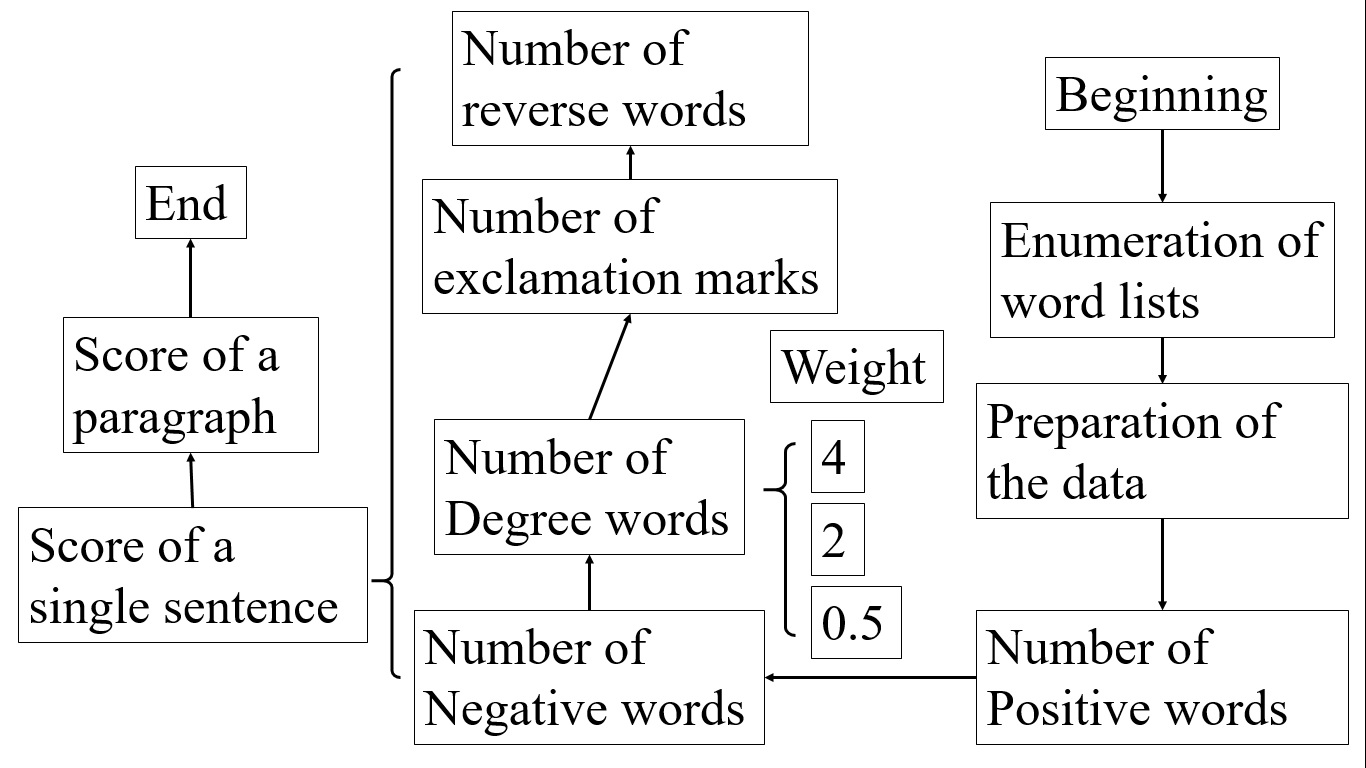 Beginning
Enumeration of
word lists
Preparation of
the data
Number of
Positive words
Number of
Negative words
Number of
Degree words
Weight
4
2
0.5
Number of
exclamation marks
Number of
reverse words
Score of a
single sentence
Score of a
paragraph
End